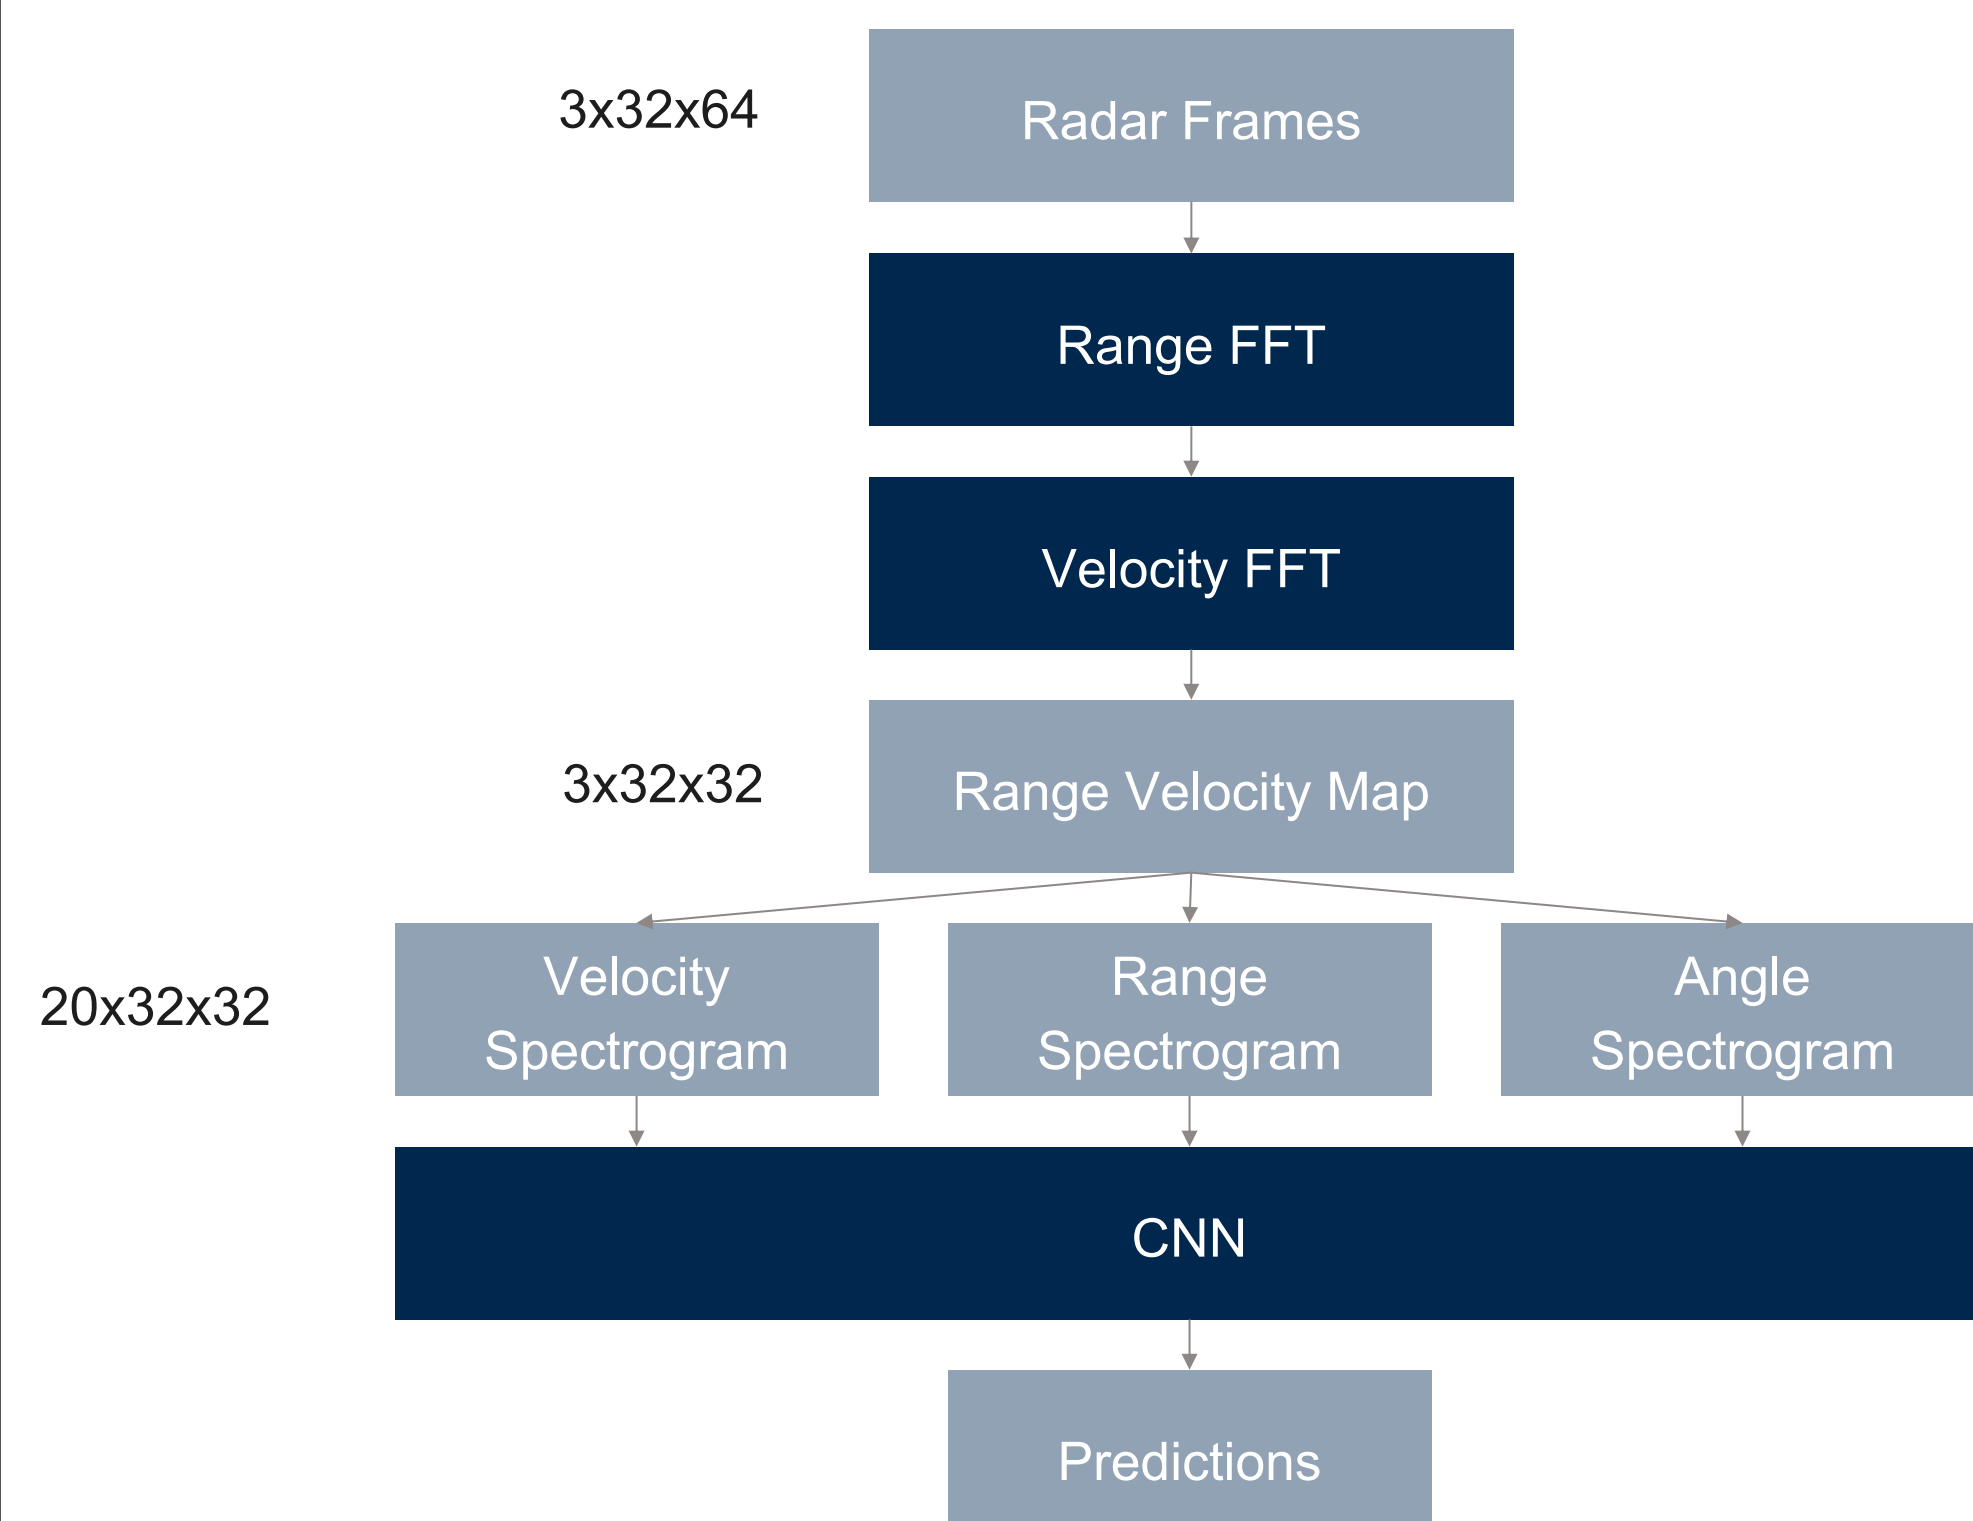 3x32x64
Radar Frames
Range FFT
Velocity FFT
3x32x32
Range Velocity Map
20x32x32
Velocity
Spectrogram
Range
Spectrogram
Angle
Spectrogram
CNN
Predictions